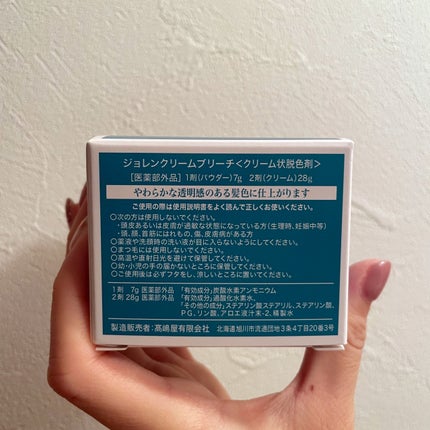 ジョレンクリームブリーチ<クリーム状脱色剤>
[医薬部外品] 1剤(パウダー)7g 2剤(クリーム)28g
やわらかな透明感のある髪色に仕上がります
ご使用の際は使用説明書をよく読んで正しくお使いください。
○次の方は使用しないでください。
・頭皮あるいは皮膚が過敏な状態になっている方(生理時、妊娠中等)
・頭、顔、首筋にはれもの、傷、皮膚病がある方
○薬液や洗顔時の洗い液が目に入らないようにしてください。
○まつ毛には使用しないでください。
○高温や直射日光を避けて保管してください。
○幼・小児の手の届かないところに保管してください。
○ご使用後は必ずフタをし、涼しいところに置いてください。
1剤 7g 医薬部外品 「有効成分」炭酸水素アンモニウム
2剤 28g 医薬部外品 「有効成分」過酸化水素水、
「その他の成分」ステアリン酸ステアリル、ステアリン酸、
PG、リン酸、アロエ液汁末-2、精製水
製造販売者:髙嶋屋有限会社 北海道旭川市流通団地3条4丁目20番3号